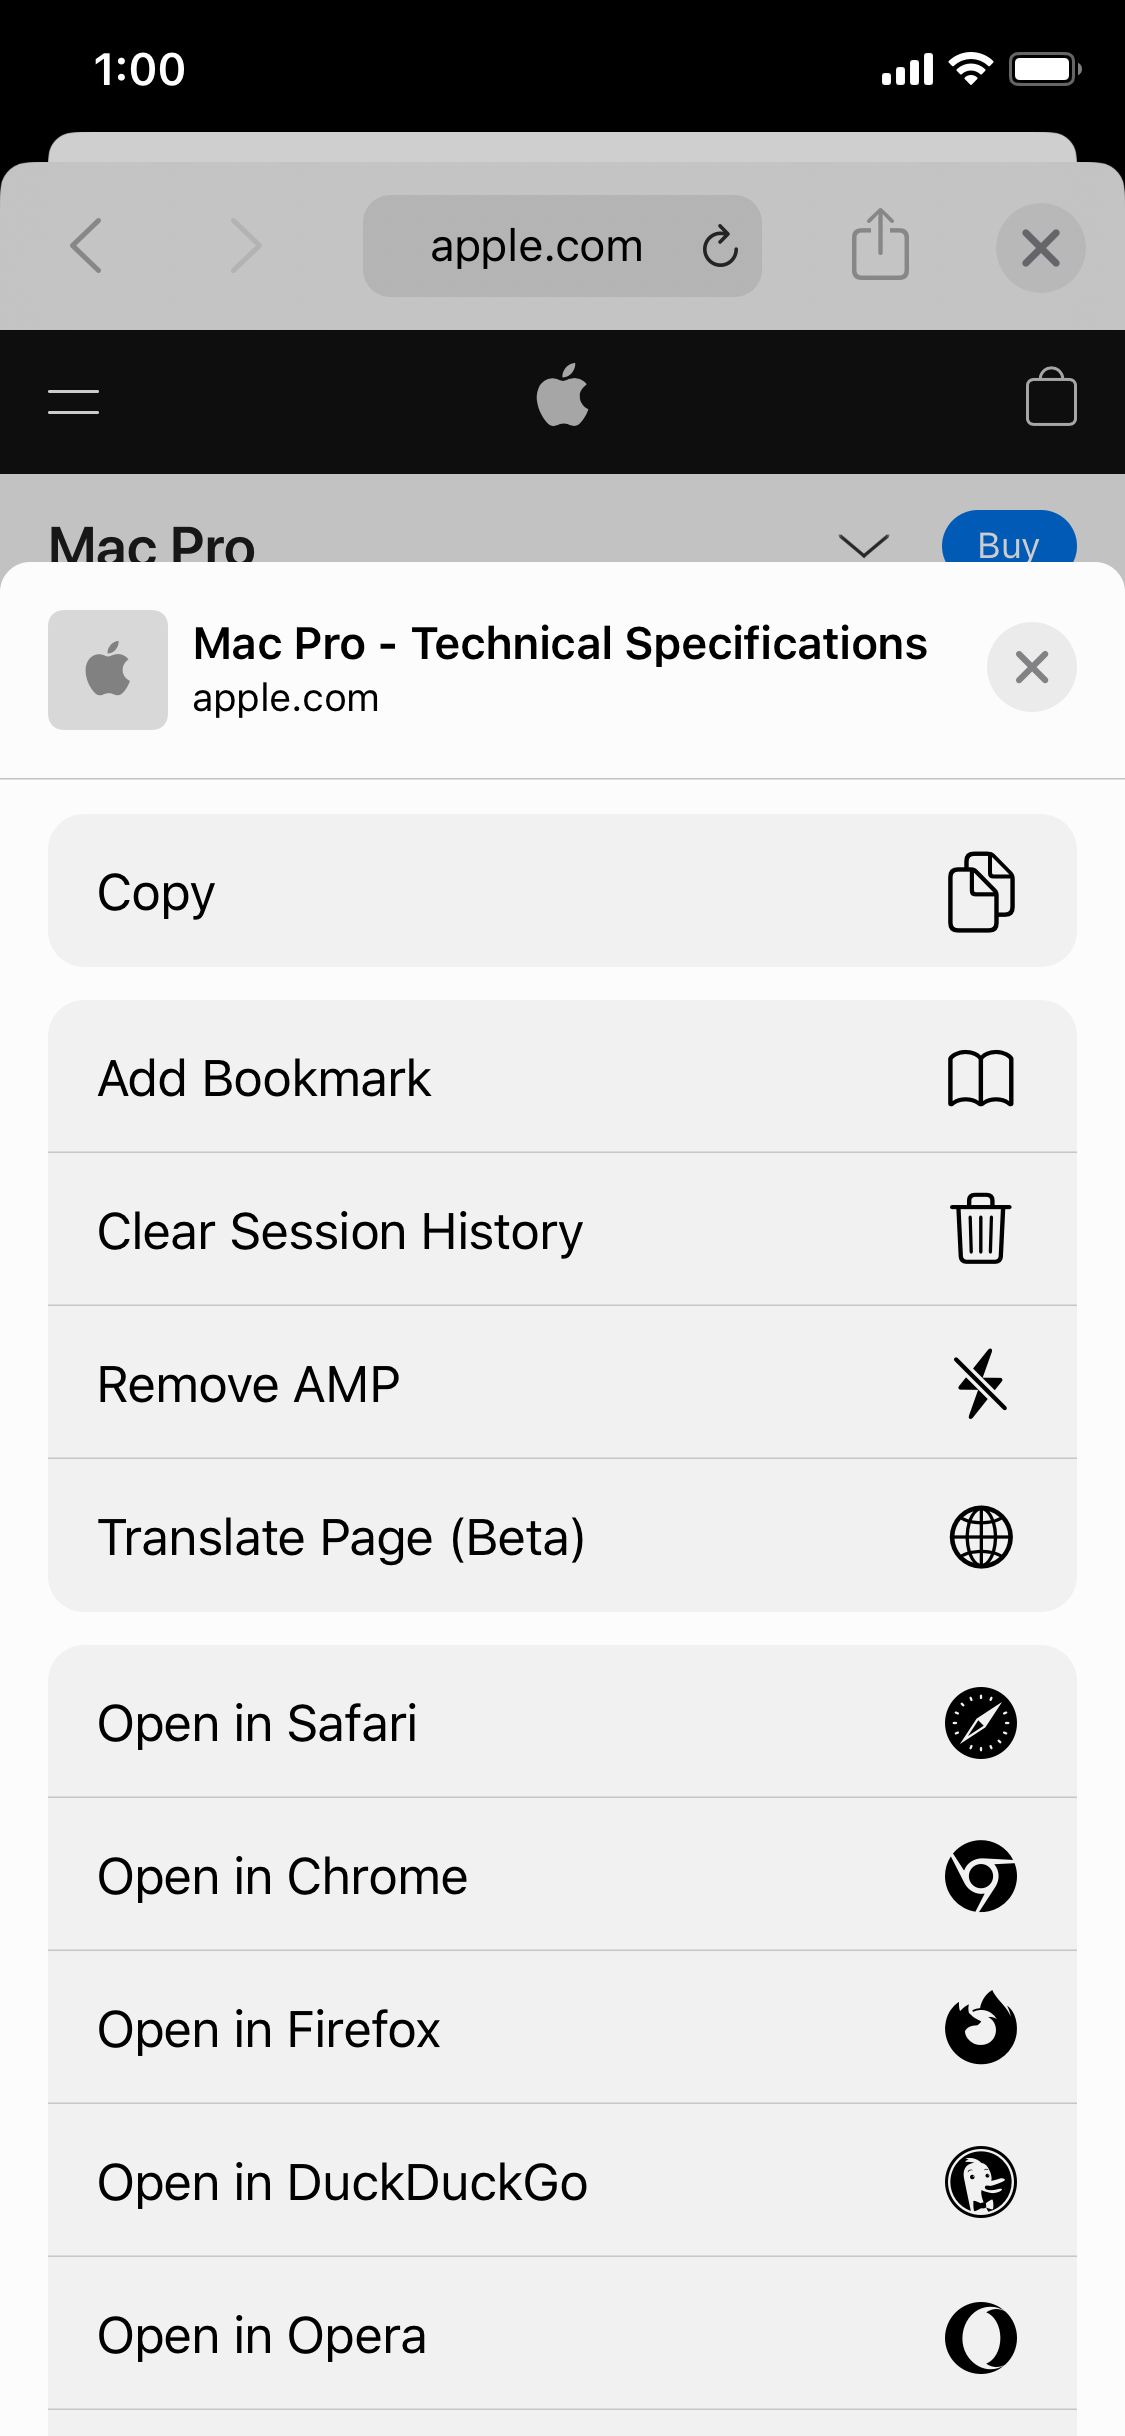 1:00
apple.com
Mac Pro
Buy
Mac Pro - Technical Specifications
apple.com
Copy
Add Bookmark
Clear Session History
Remove AMP
Translate Page (Beta)
Open in Safari
Open in Chrome
Open in Firefox
Open in DuckDuckGo
Open in Opera